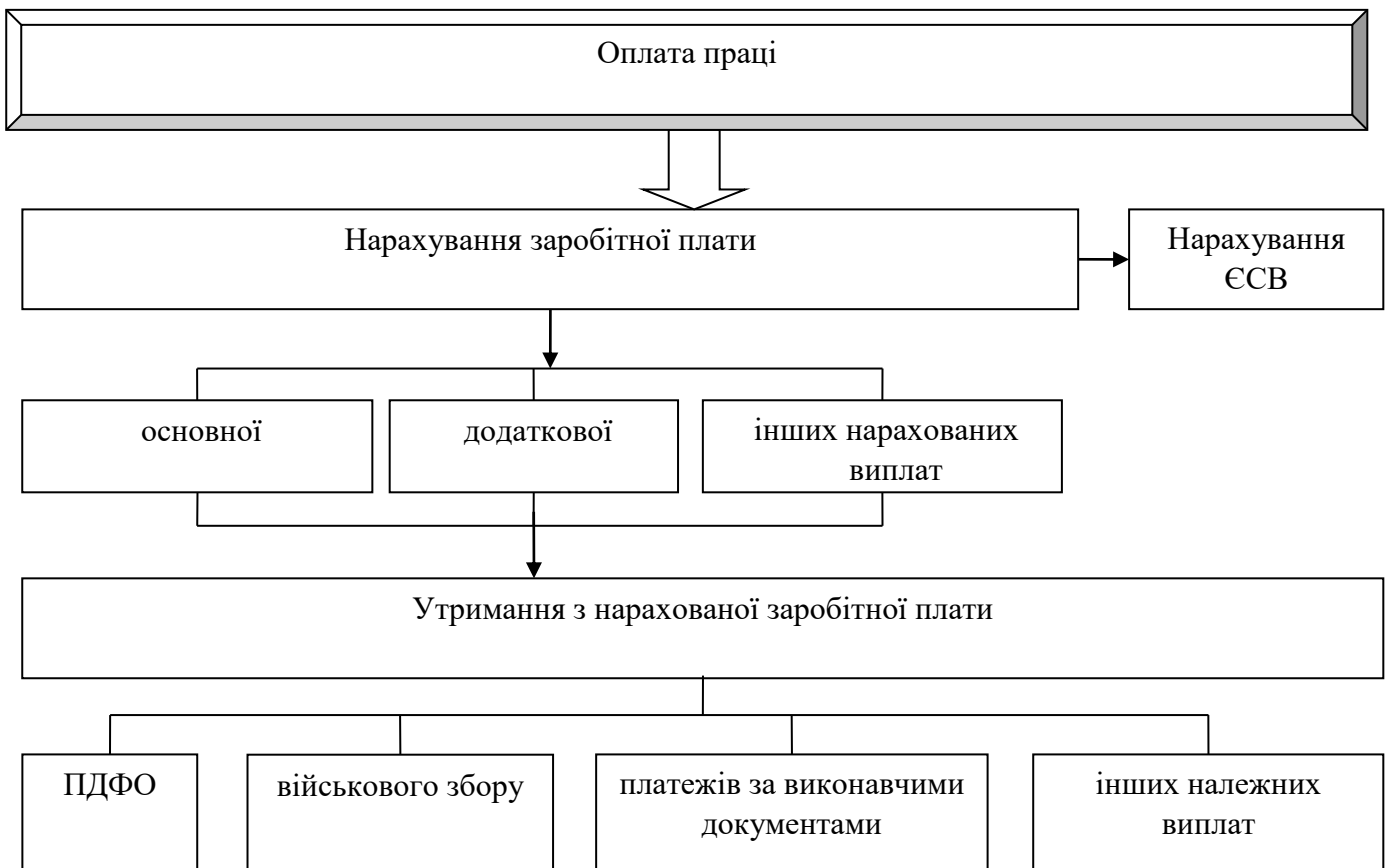 Оплата праці
Нарахування заробітної плати
Нарахування
ЄСВ
основної
додаткової
інших нарахованих
виплат
Утримання з нарахованої заробітної плати
ПДФО
військового збору
платежів за виконавчими
документами
інших належних
виплат